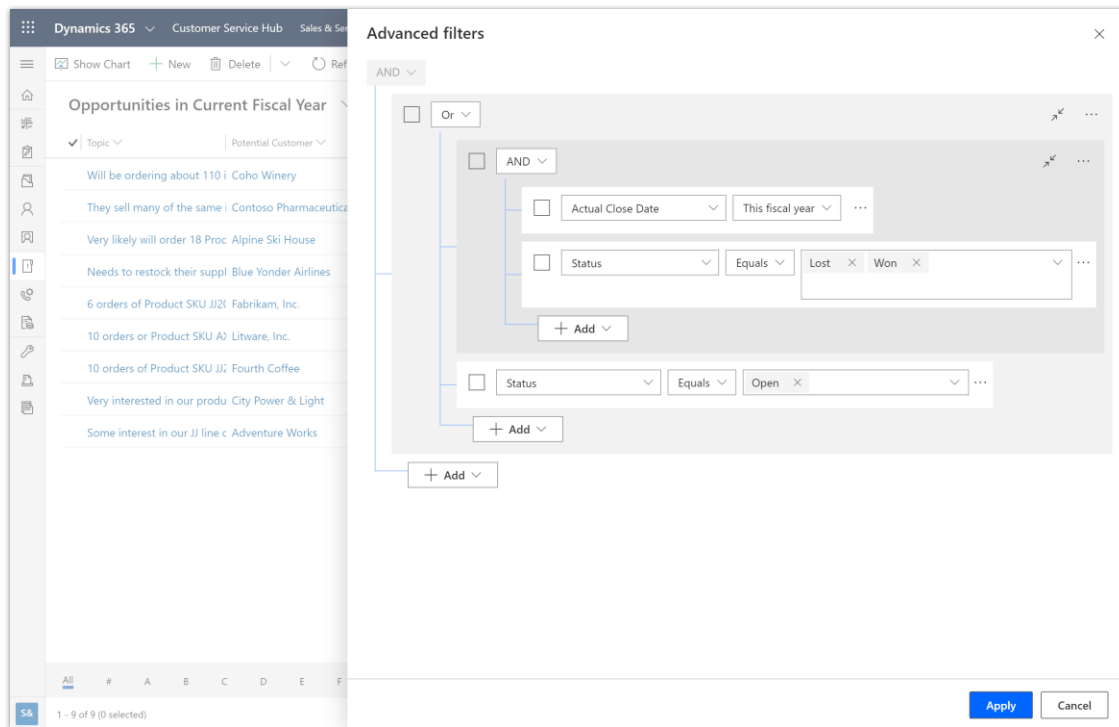 Dynamics 365 Customer Service Hub Sales & Ser
Show Chart New Delete Ref
Opportunities in Current Fiscal Year
Topic Potential Customer
Will be ordering about 110 i Coho Winery
They sell many of the same Contoso Pharmaceutica
Very likely will order 18 Proc Alpine Ski House
Needs to restock their suppl Blue Yonder Airlines
6 orders of Product SKU JJ20 Fabrikam, Inc.
10 orders or Product SKU AX Litware, Inc.
10 orders of Product SKU JJ2 Fourth Coffee
Very interested in our produ City Power & Light
Some interest in our JJ line c Adventure Works
All # A B C D E F
S& 1 - 9 of 9 (0 selected)
Advanced filters
AND
Or
AND
Actual Close Date This fiscal year
Status Equals Lost Won
Add
Status Equals Open
Add
Add
Apply Cancel